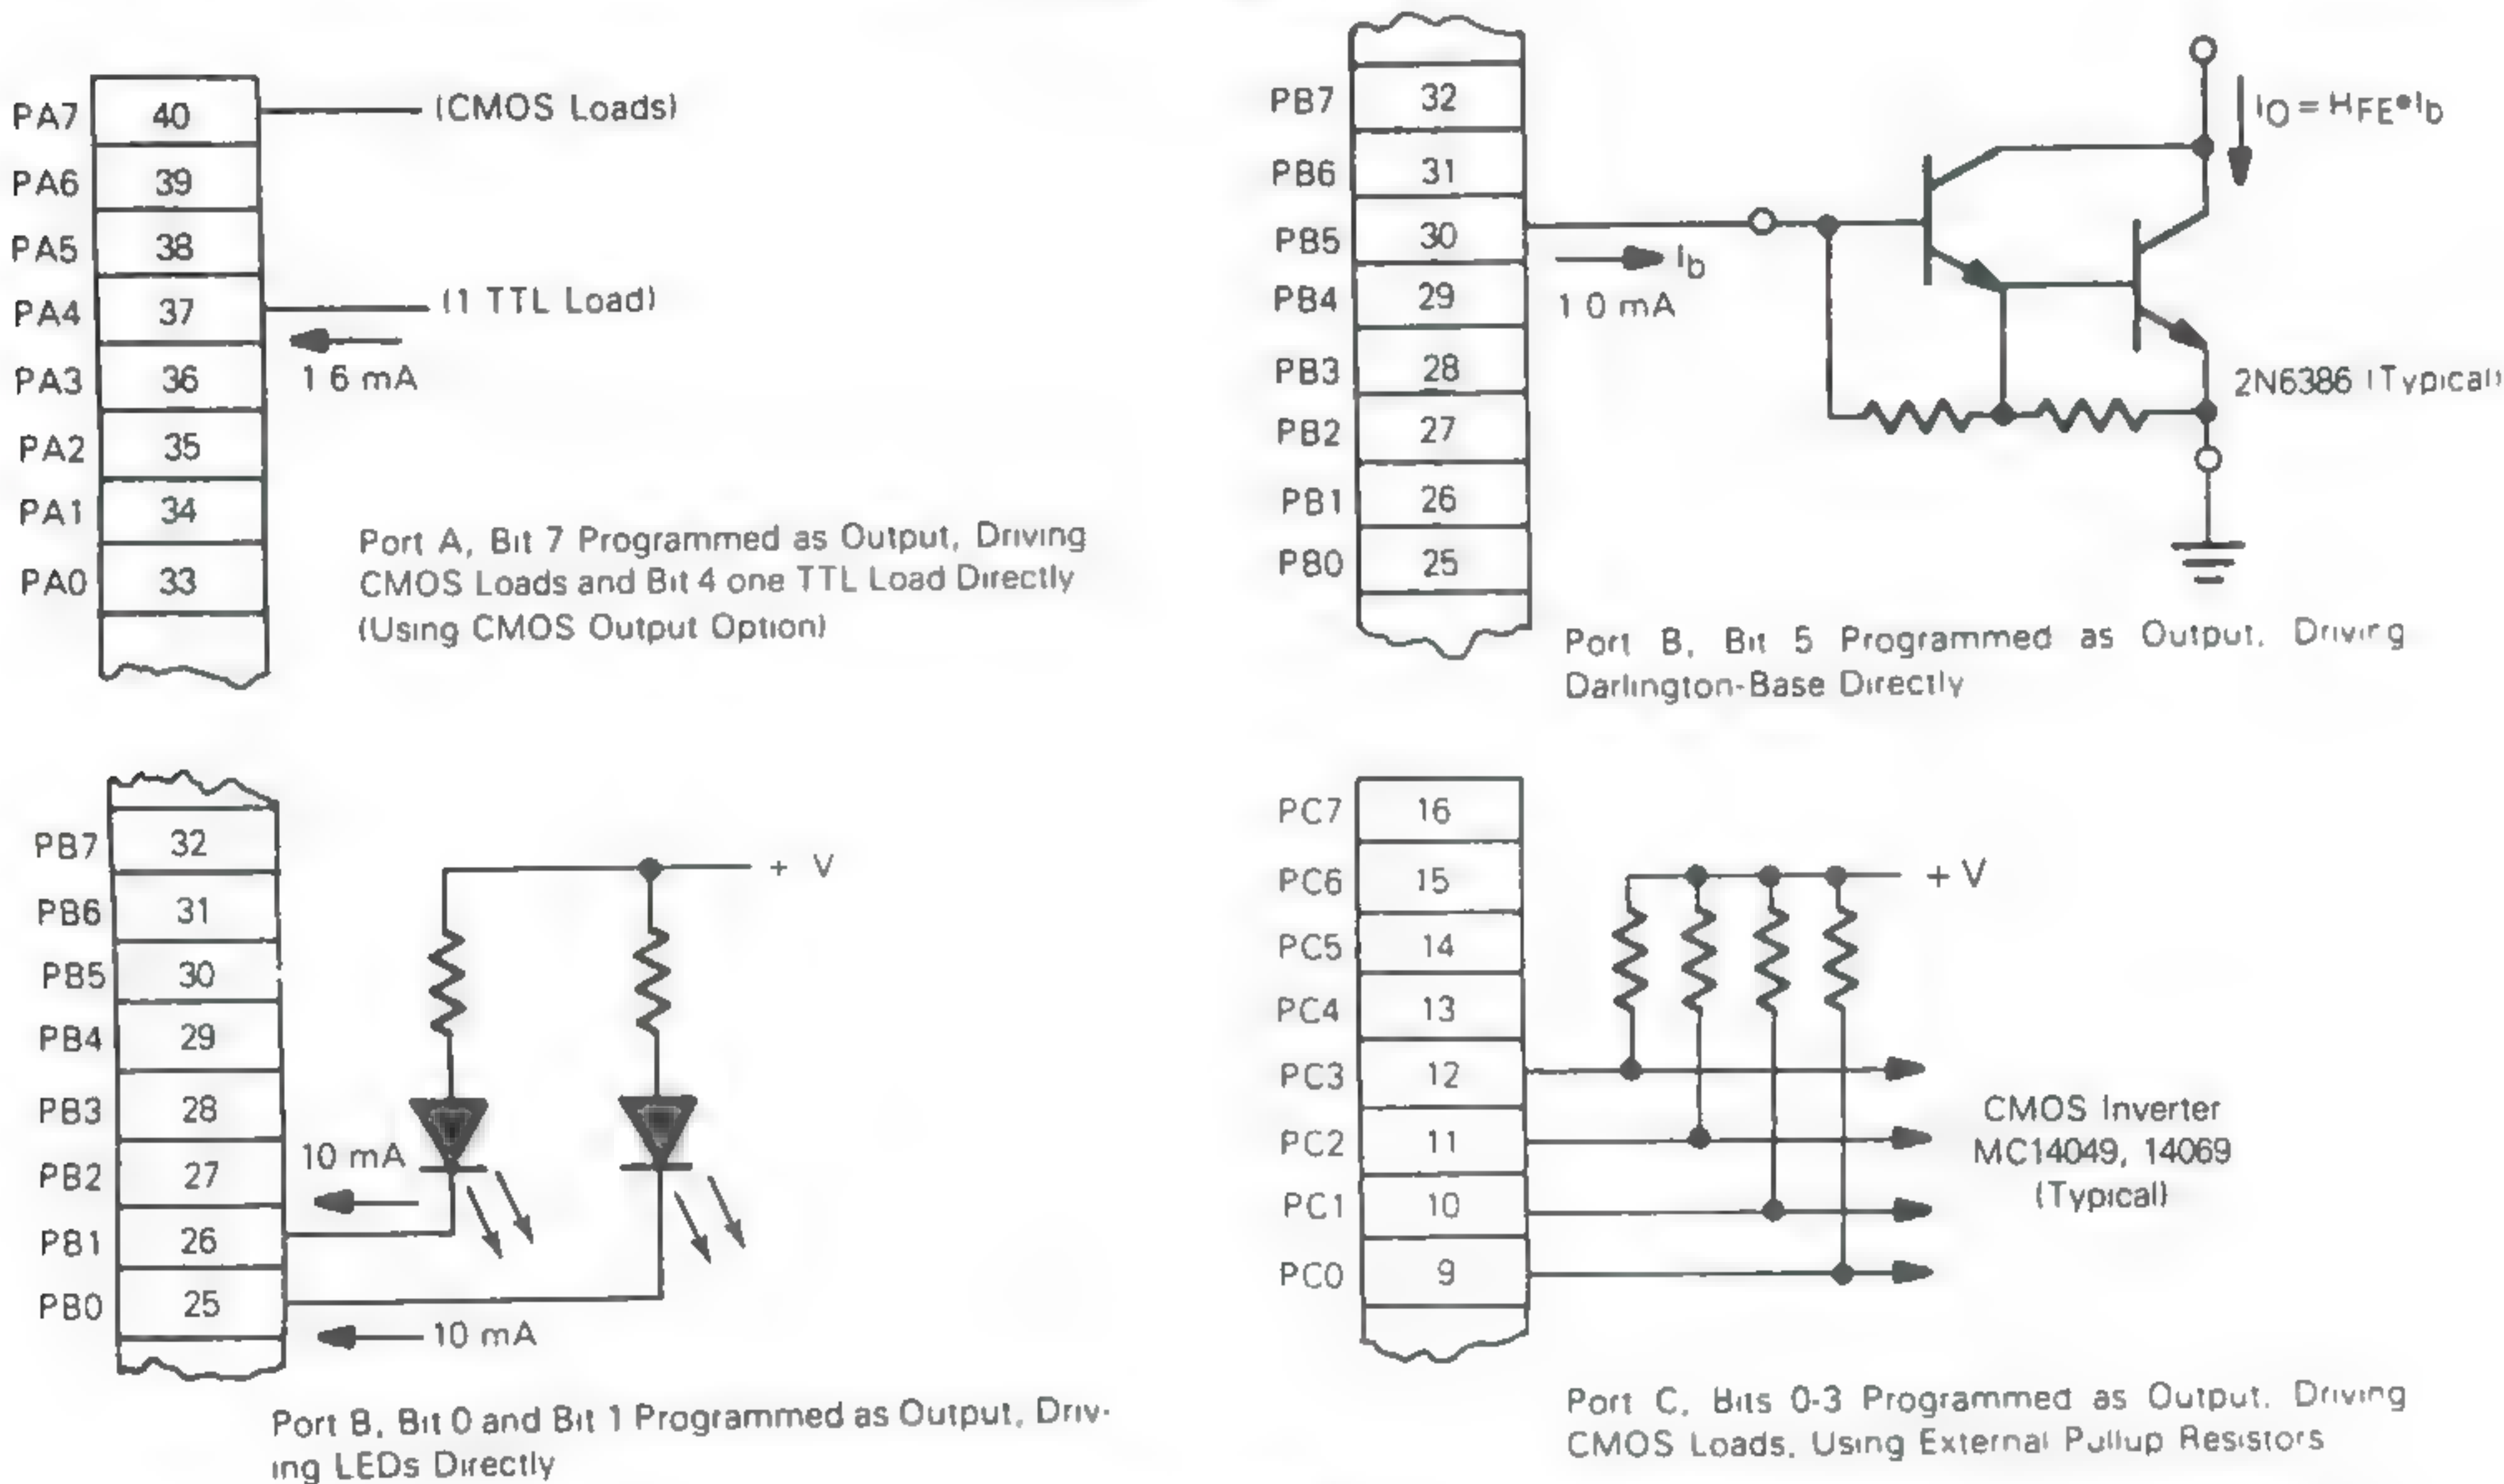 PA7 40 (CMOS Loads)
PA6 39
PA5 38
PA4 37 (1 TTL Load)
PA3 36 1 6 mA
PA2 35
PA1 34
PA0 33
Port A, Bit 7 Programmed as Output, Driving
CMOS Loads and Bit 4 one TTL Load Directly
(Using CMOS Output Option)
PB7 32
PB6 31
PB5 30
PB4 29
PB3 28
PB2 27
PB1 26
PB0 25
Ib
1 0 mA
IO = HFE•Ib
2N6386 (Typical)
Port B, Bit 5 Programmed as Output, Driving
Darlington-Base Directly
PB7 32
PB6 31
PB5 30
PB4 29
PB3 28
PB2 27
PB1 26
PB0 25
+ V
10 mA
10 mA
Port B, Bit 0 and Bit 1 Programmed as Output, Driv-
ing LEDs Directly
PC7 16
PC6 15
PC5 14
PC4 13
PC3 12
PC2 11
PC1 10
PC0 9
+ V
CMOS Inverter
MC14049, 14069
(Typical)
Port C, Bits 0-3 Programmed as Output, Driving
CMOS Loads, Using External Pullup Resistors